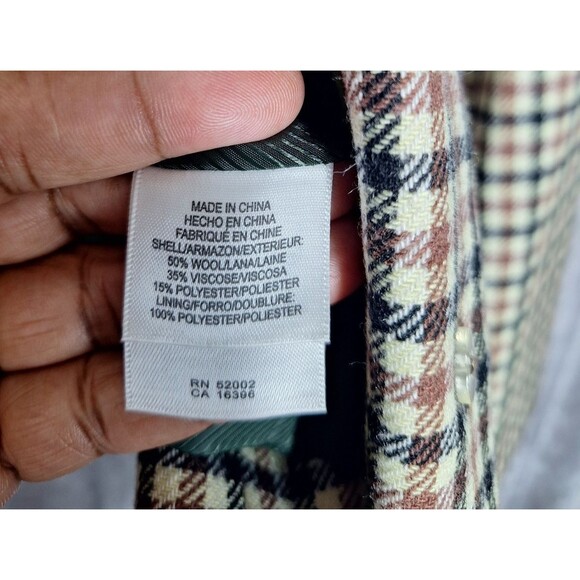 MADE IN CHINA
HECHO EN CHINA
FABRIQUÉ EN CHINE
SHELL/ARMAZON/EXTERIEUR:
50% WOOL/LANA/LAINE
35% VISCOSE/VISCOSA
15% POLYESTER/POLIESTER
LINING/FORRO/DOUBLURE:
100% POLYESTER/POLIESTER
RN 52002
CA 16396